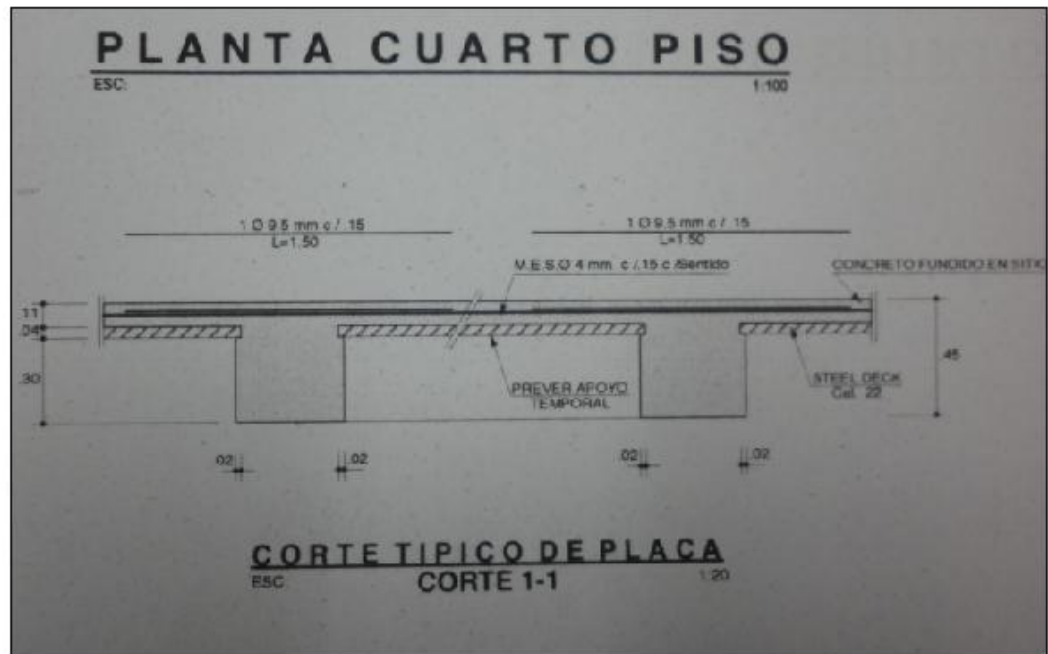 PLANTA CUARTO PISO
ESC: 1:100
1 Ø 9.5 mm c / .15
L=1.50
1 Ø 9.5 mm c / .15
L=1.50
M.E.S.O 4 mm c /.15 c /Sentido
CONCRETO FUNDIDO EN SITIO
.11
.04
.30
PREVER APOYO
TEMPORAL
STEEL DECK
Cal. 22
.45
.02 .02 .02 .02
CORTE TIPICO DE PLACA
ESC CORTE 1-1 1:20